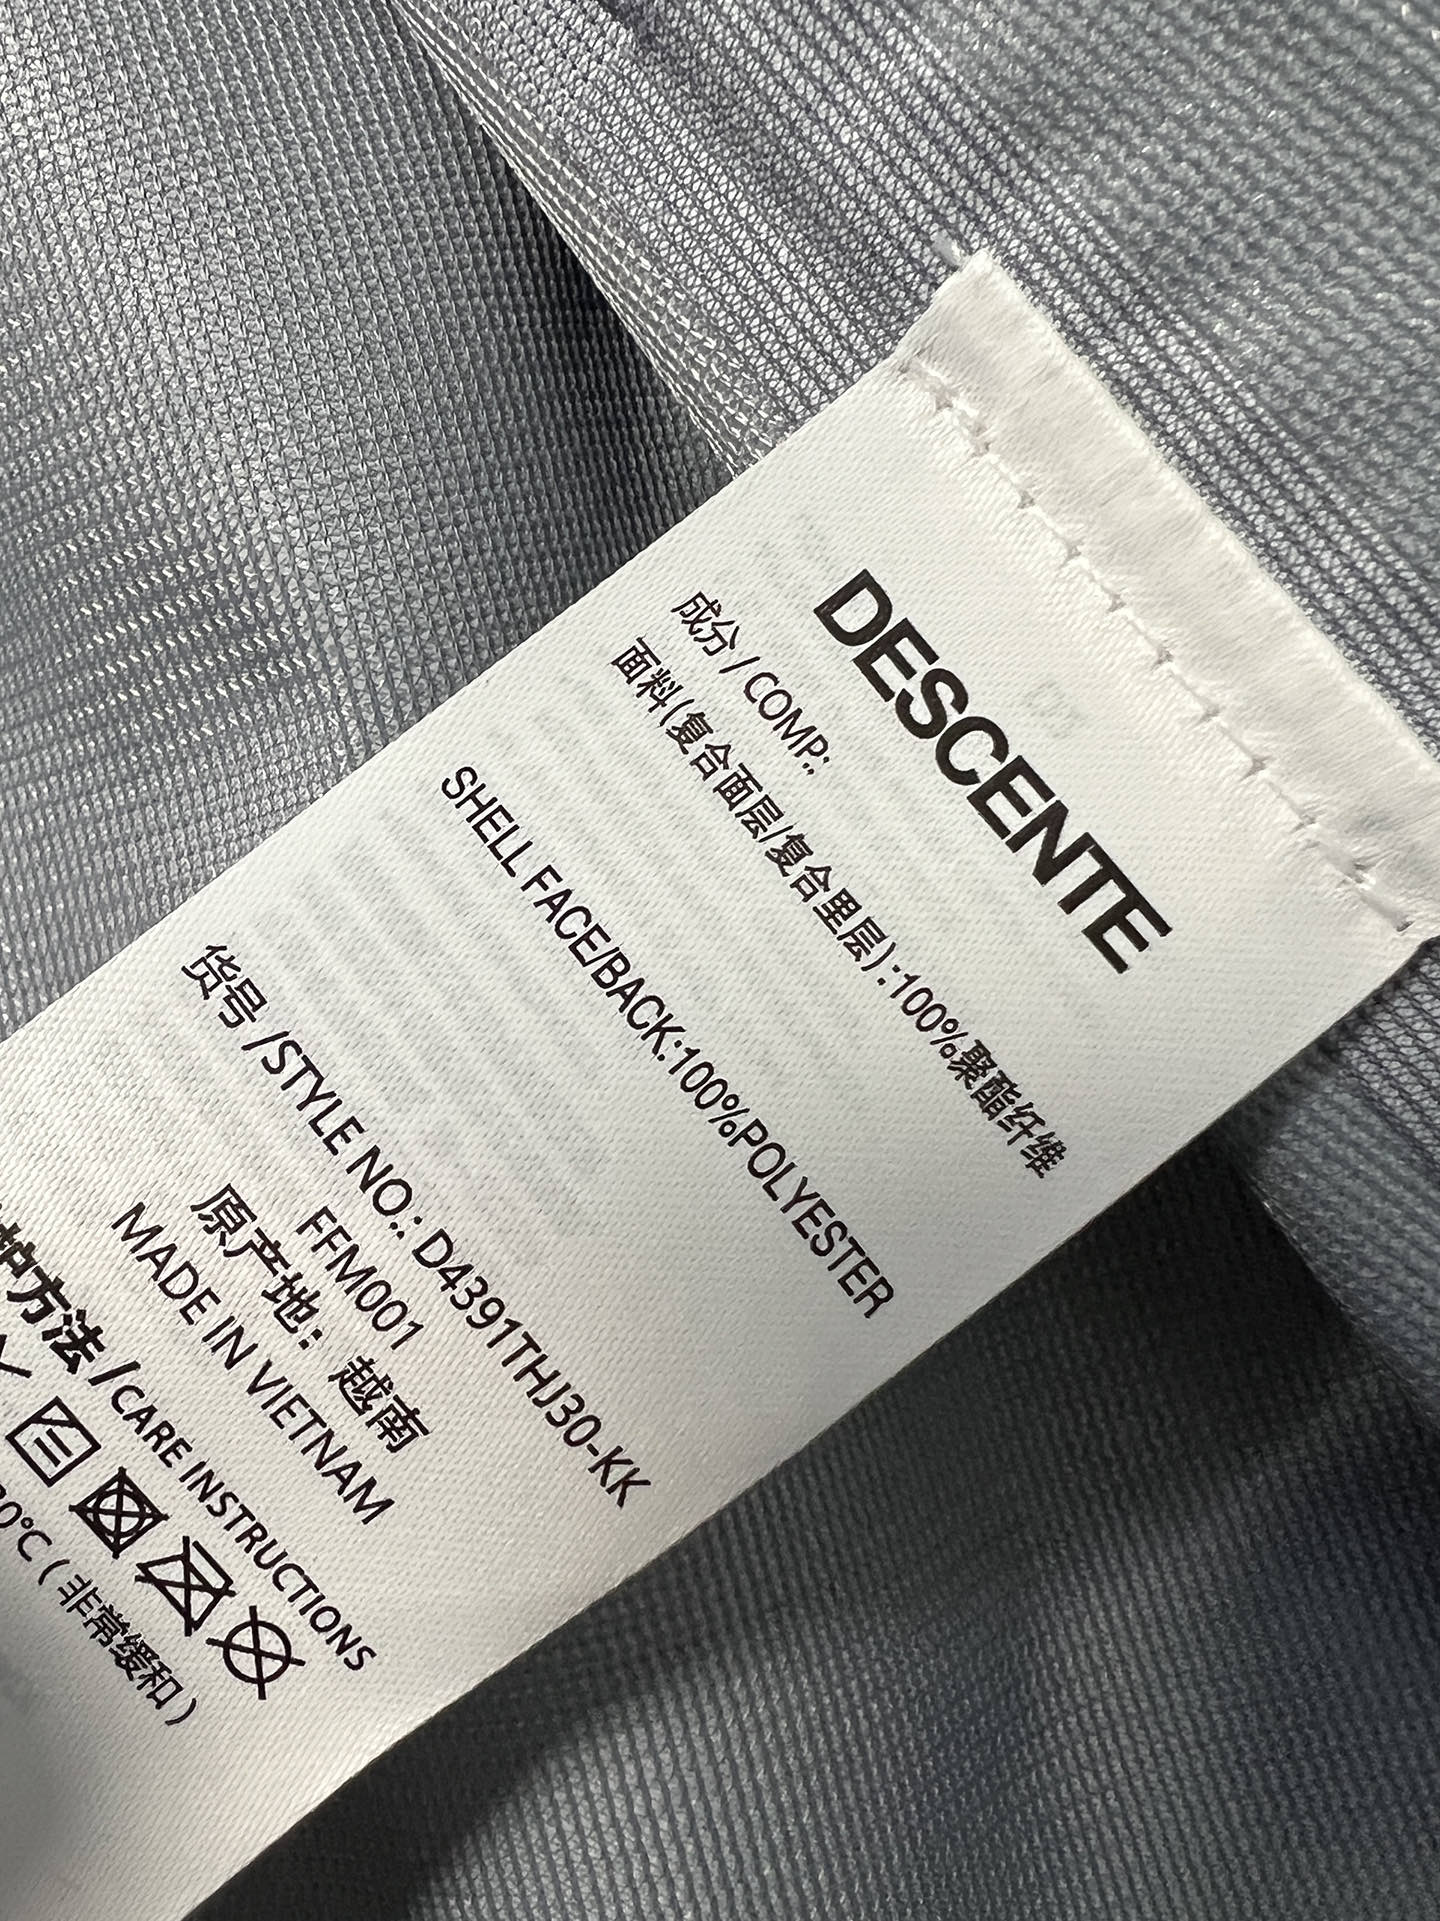 DESCENTE
成分 / COMP.:
面料(复合面层/复合里层):100%聚酯纤维
SHELL FACE/BACK:100%POLYESTER
货号 /STYLE NO.: D4391THJ30-KK
FFM001
原产地：越南
MADE IN VIETNAM
护方法 /CARE INSTRUCTIONS
0°C ( 非常缓和 )